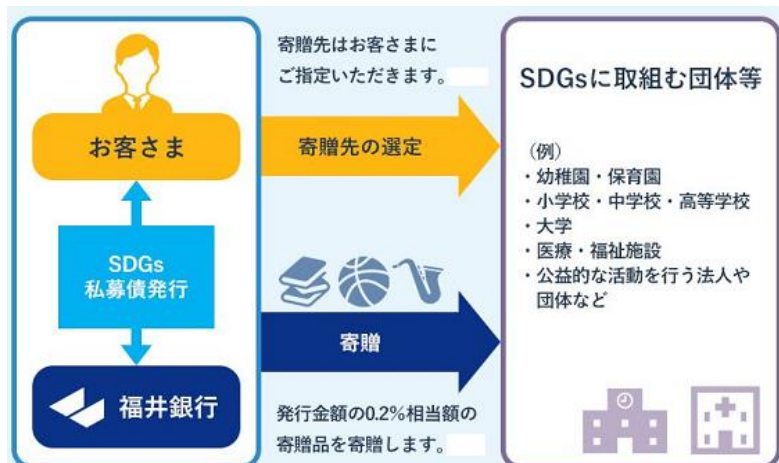 お客さま
SDGs
私募債発行
福井銀行
寄贈先はお客さまに
ご指定いただきます。
寄贈先の選定
寄贈
発行金額の0.2%相当額の
寄贈品を寄贈します。
SDGsに取組む団体等
(例)
・幼稚園・保育園
・小学校・中学校・高等学校
・大学
・医療・福祉施設
・公益的な活動を行う法人や
団体など